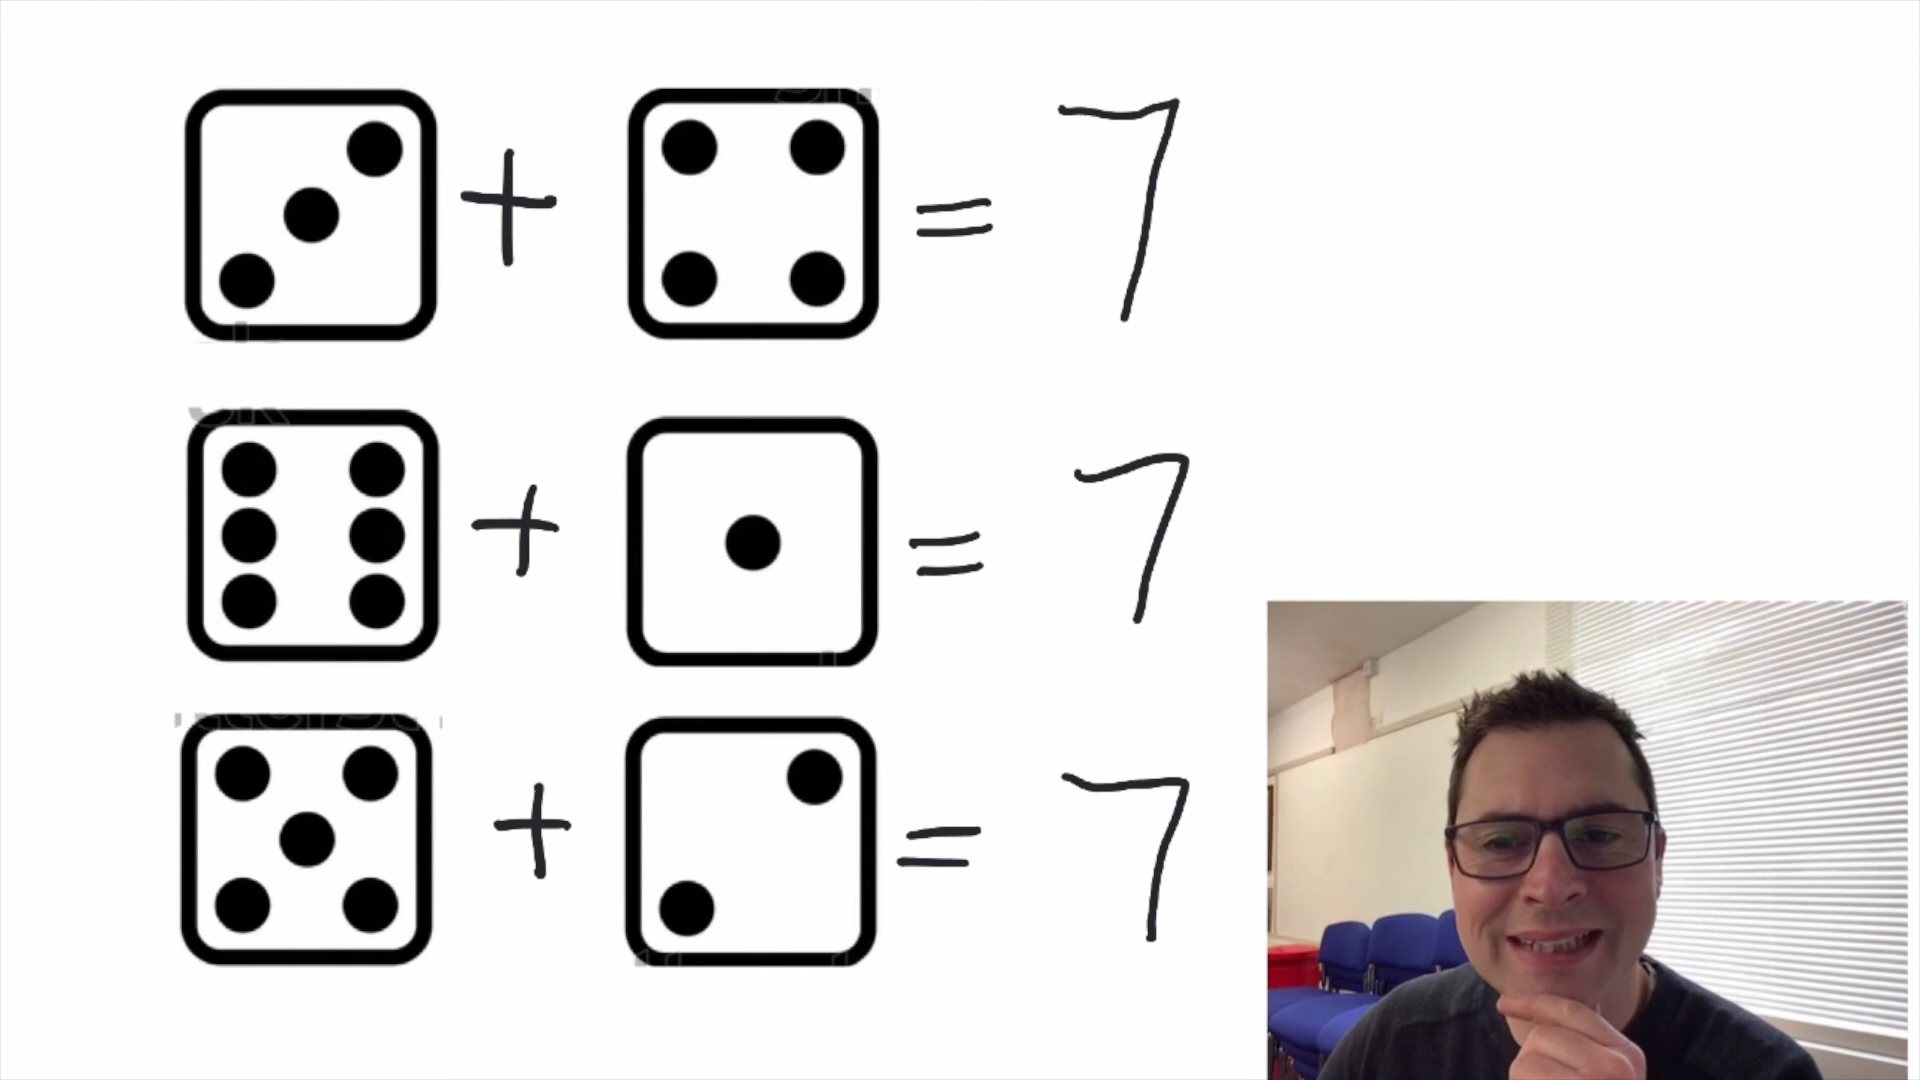 + = 7
+ = 7
+ = 7